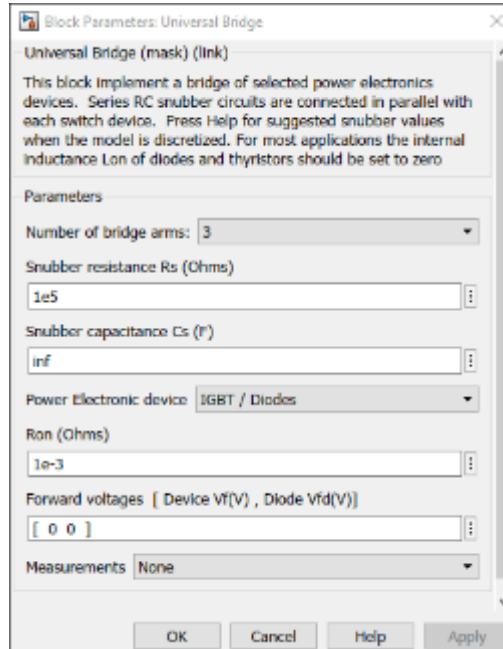 Block Parameters: Universal Bridge
Universal Bridge (mask) (link)
This block implement a bridge of selected power electronics
devices. Series RC snubber circuits are connected in parallel with
each switch device. Press Help for suggested snubber values
when the model is discretized. For most applications the internal
inductance Lon of diodes and thyristors should be set to zero
Parameters
Number of bridge arms: 3
Snubber resistance Rs (Ohms)
1e5
Snubber capacitance Cs (F)
inf
Power Electronic device IGBT / Diodes
Ron (Ohms)
1e-3
Forward voltages [ Device Vf(V) , Diode Vfd(V)]
[ 0 0 ]
Measurements None
OK Cancel Help Apply